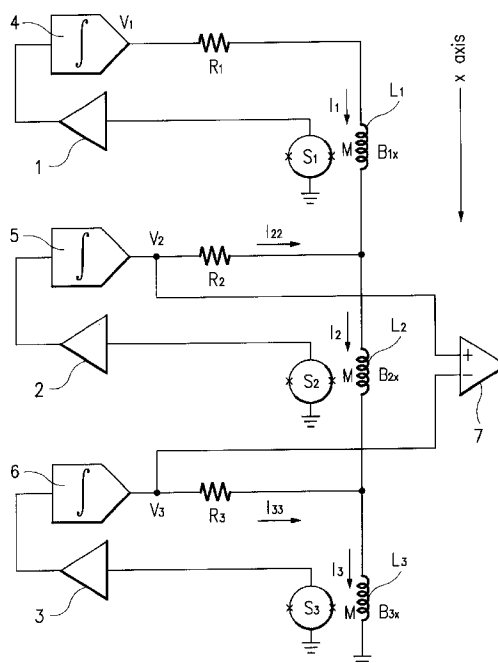 4
V1
R1
x axis
I1
L1
1
S1
M
B1x
5
V2
I22
R2
I2
L2
+
−
2
S2
M
B2x
7
6
V3
R3
I33
I3
L3
3
S3
M
B3x